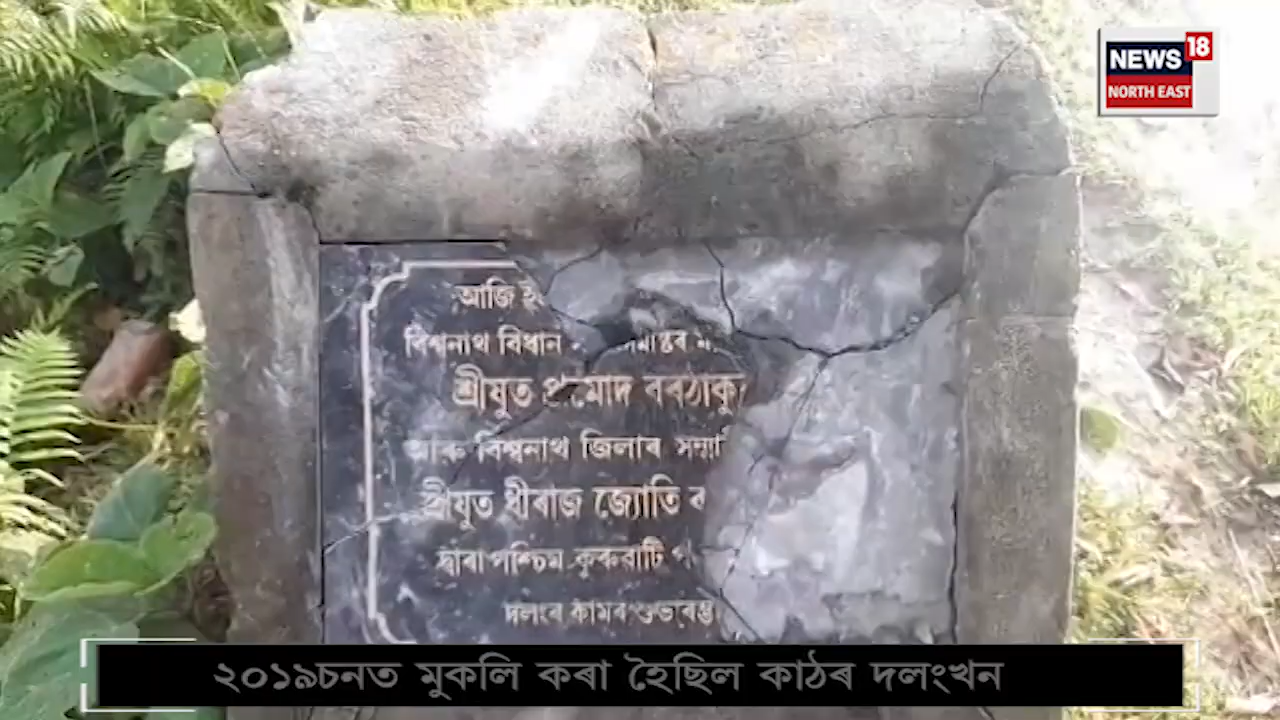 NEWS 18
NORTH EAST
আজি
বিশ্বনাথ বিধান
শ্ৰীযুত প্ৰমোদ বৰঠাকু
আৰু বিশ্বনাথ জিলাৰ
শ্ৰীযুত ধীৰাজ জ্যোতি
দ্বাৰা পশ্চিম কুকুৰাটি
দলংৰ কামৰ শুভাৰম্ভ
২০১৯চনত মুকলি কৰা হৈছিল কাঠৰ দলংখন